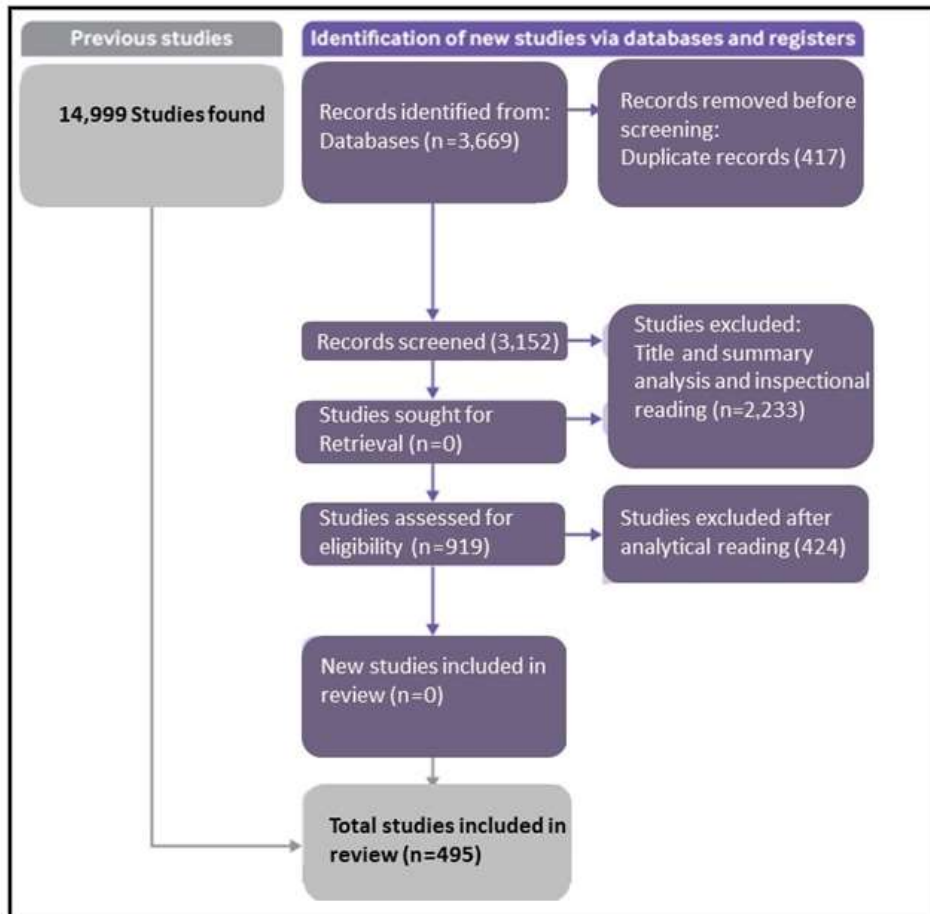 Previous studies
Identification of new studies via databases and registers
14,999 Studies found
Records identified from:
Databases (n=3,669)
Records removed before
screening:
Duplicate records (417)
Records screened (3,152)
Studies excluded:
Title and summary
analysis and inspectional
reading (n=2,233)
Studies sought for
Retrieval (n=0)
Studies assessed for
eligibility (n=919)
Studies excluded after
analytical reading (424)
New studies included in
review (n=0)
Total studies included in
review (n=495)